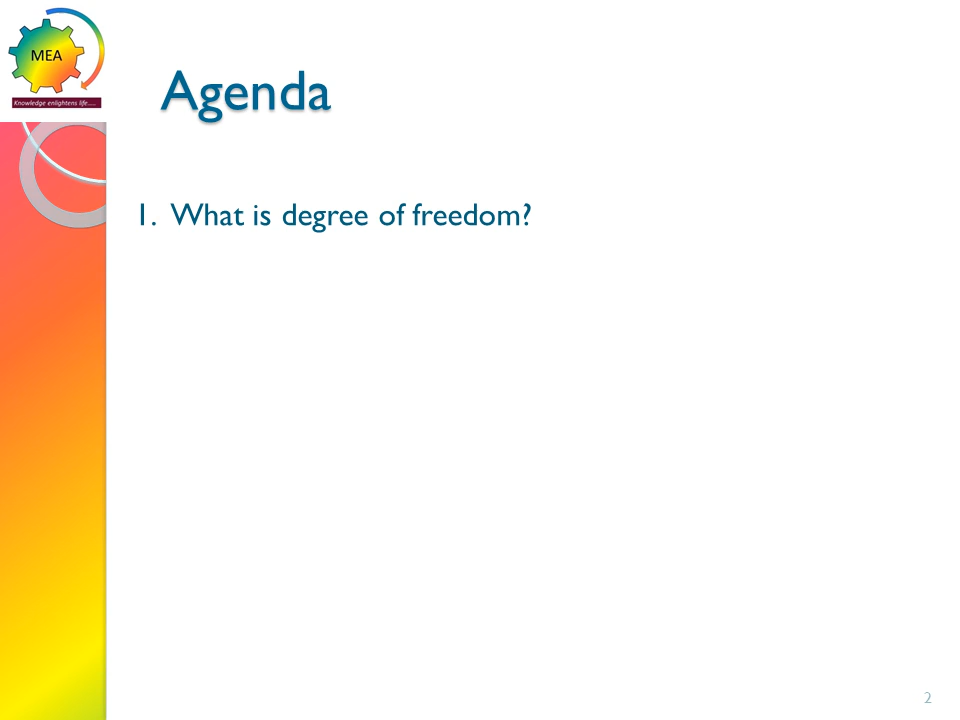 MEA
Knowledge enlightens life.....
Agenda
1. What is degree of freedom?
2